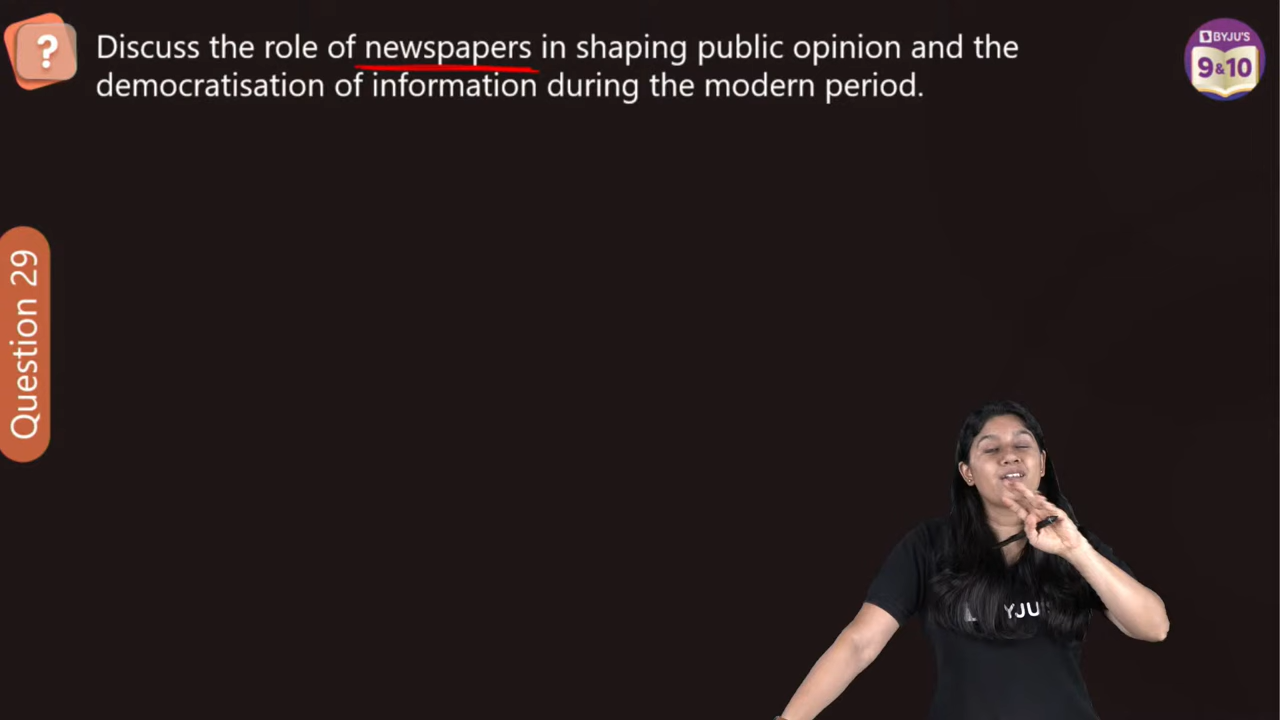 ?
Discuss the role of newspapers in shaping public opinion and the
democratisation of information during the modern period.
BYJU'S
9&10
Question 29
BYJU